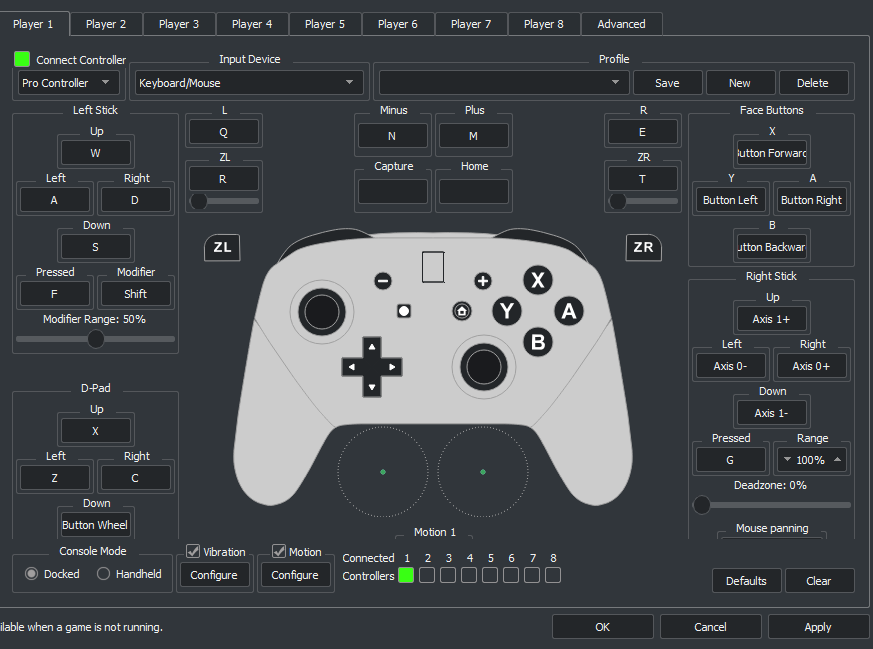 Player 1 Player 2 Player 3 Player 4 Player 5 Player 6 Player 7 Player 8 Advanced
Connect Controller Input Device Profile
Pro Controller Keyboard/Mouse Save New Delete
Left Stick L Minus Plus R Face Buttons
Up Q N M E X
W utton Forward
ZL Capture Home ZR
Left Right R T Y A
A D Button Left Button Right
Down B
S ZL ZR utton Backwar
Pressed Modifier Right Stick
F Shift X Up
Modifier Range: 50% Y A Axis 1+
B Left Right
Axis 0- Axis 0+
D-Pad Down
Up Axis 1-
X Pressed Range
Left Right G 100%
Z C Deadzone: 0%
Down
Button Wheel Mouse panning
Console Mode Vibration Motion Motion 1
Connected 1 2 3 4 5 6 7 8
Docked Handheld Configure Configure Controllers Defaults Clear
ilable when a game is not running. OK Cancel Apply